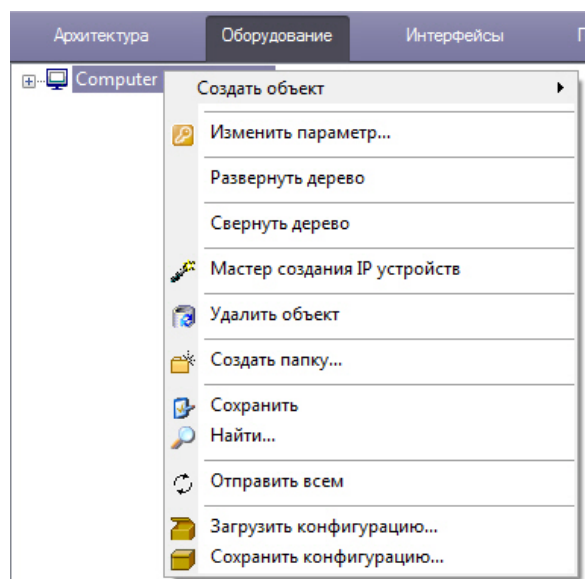 Архитектура Оборудование Интерфейсы
Computer
Создать объект
Изменить параметр...
Развернуть дерево
Свернуть дерево
Мастер создания IP устройств
Удалить объект
Создать папку...
Сохранить
Найти...
Отправить всем
Загрузить конфигурацию...
Сохранить конфигурацию...